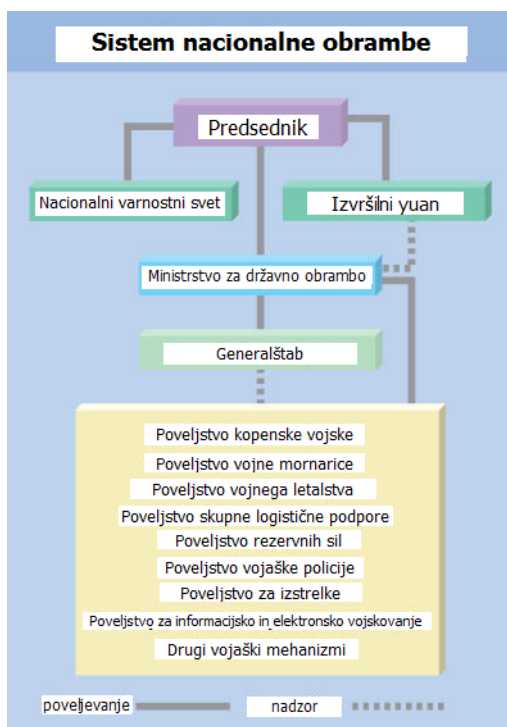 Sistem nacionalne obrambe
Predsednik
Nacionalni varnostni svet
Izvršilni yuan
Ministrstvo za državno obrambo
Generalštab
Poveljstvo kopenske vojske
Poveljstvo vojne mornarice
Poveljstvo vojnega letalstva
Poveljstvo skupne logistične podpore
Poveljstvo rezervnih sil
Poveljstvo vojaške policije
Poveljstvo za izstrelke
Poveljstvo za informacijsko in elektronsko vojskovanje
Drugi vojaški mehanizmi
poveljevanje
nadzor